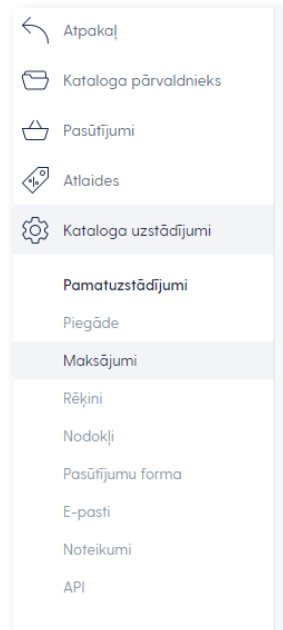 Atpakaļ
Kataloga pārvaldnieks
Pasūtījumi
Atlaides
Kataloga uzstādījumi
Pamatuzstādījumi
Piegāde
Maksājumi
Rēķini
Nodokļi
Pasūtījumu forma
E-pasti
Noteikumi
API